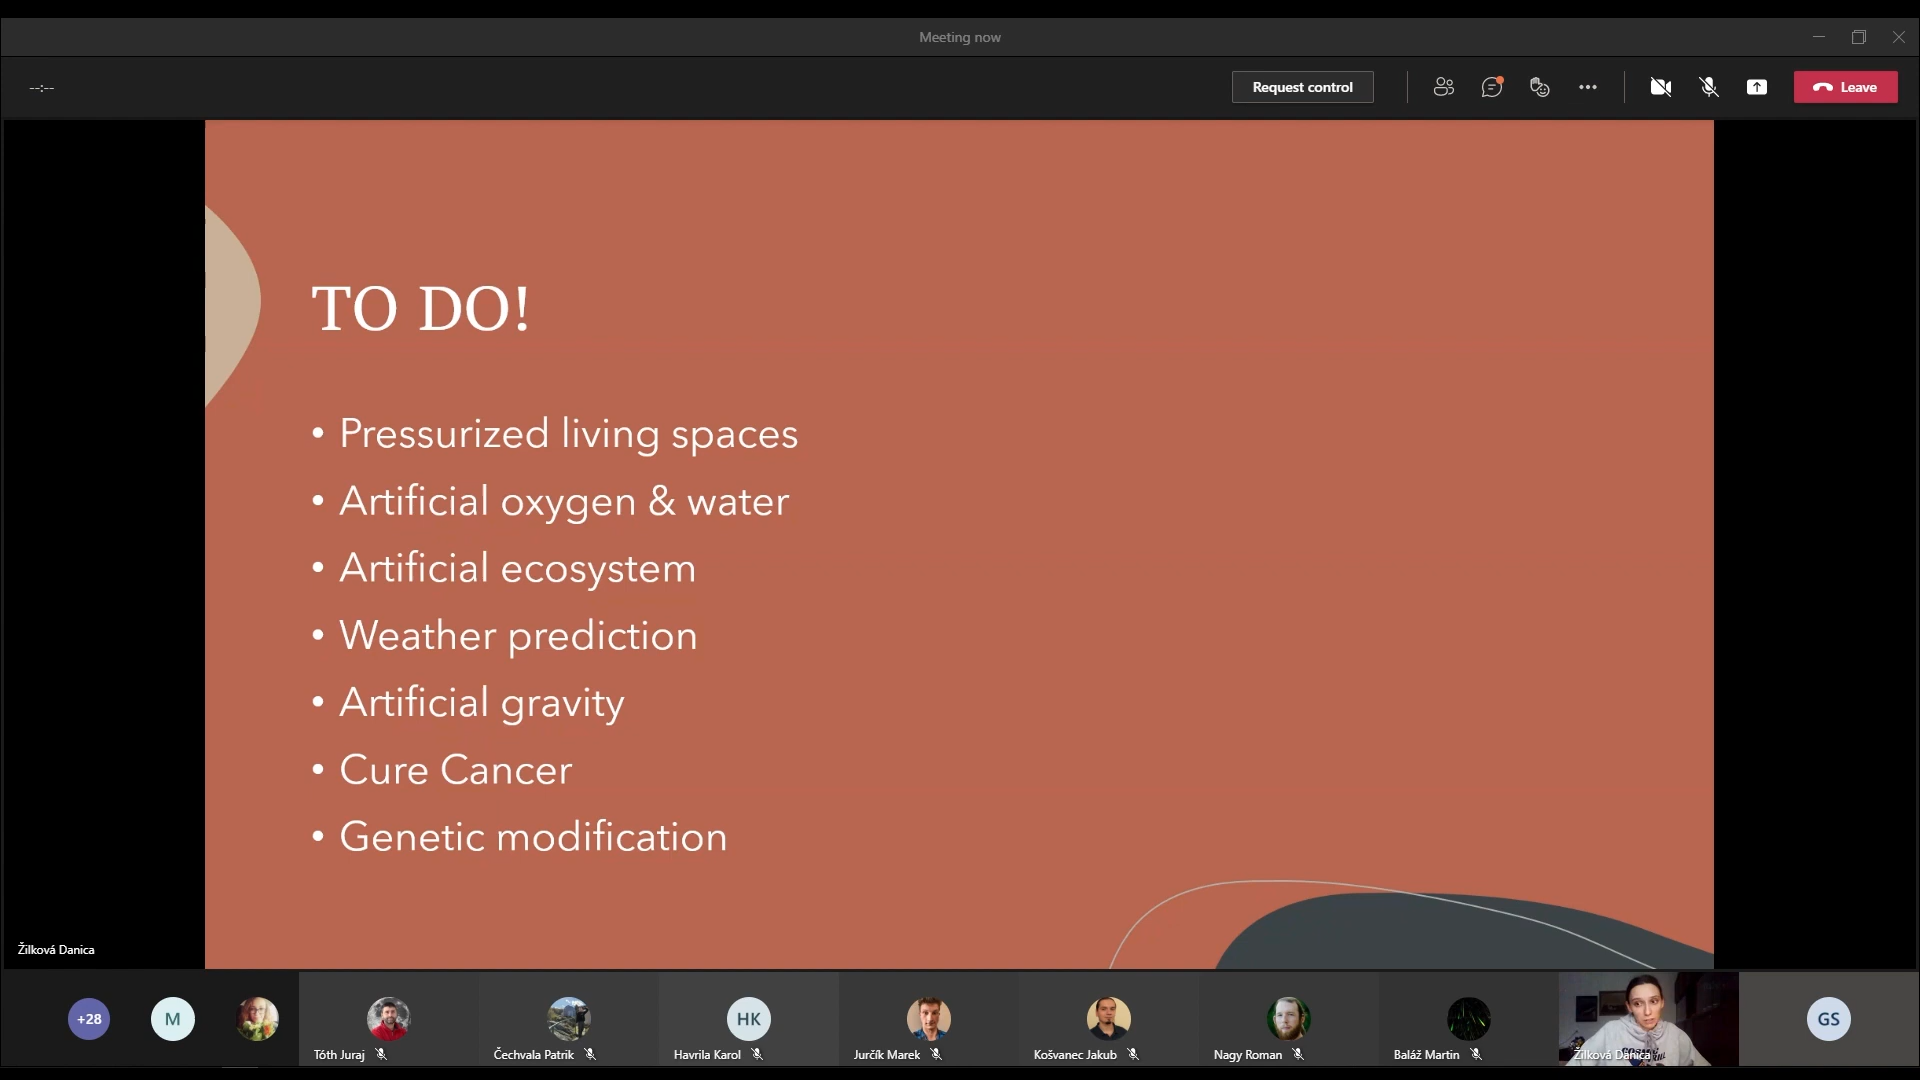 Meeting now
--:--
Request control
Leave
TO DO!
• Pressurized living spaces
• Artificial oxygen & water
• Artificial ecosystem
• Weather prediction
• Artificial gravity
• Cure Cancer
• Genetic modification
Žilková Danica
+28
M
HK
GS
Tóth Juraj
Čechvala Patrik
Havrila Karol
Jurčík Marek
Košvanec Jakub
Nagy Roman
Baláž Martin
Žilková Danica